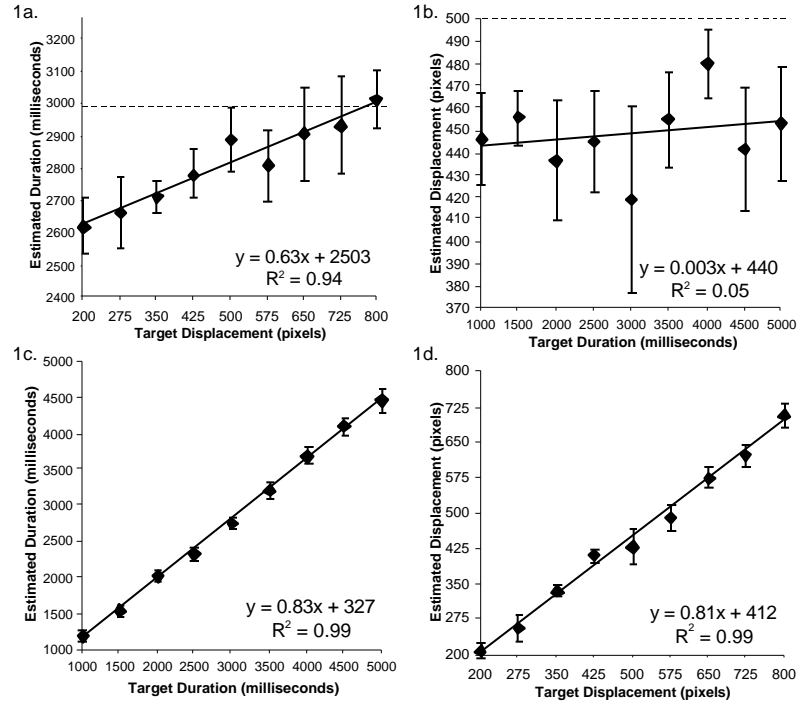 1a.
Estimated Duration (milliseconds)
3200
3100
3000
2900
2800
2700
2600
2500
2400
y = 0.63x + 2503
R² = 0.94
200 275 350 425 500 575 650 725 800
Target Displacement (pixels)
1b.
Estimated Displacement (pixels)
500
490
480
470
460
450
440
430
420
410
400
390
380
370
y = 0.003x + 440
R² = 0.05
1000 1500 2000 2500 3000 3500 4000 4500 5000
Target Duration (milliseconds)
1c.
Estimated Duration (milliseconds)
5000
4500
4000
3500
3000
2500
2000
1500
1000
y = 0.83x + 327
R² = 0.99
1000 1500 2000 2500 3000 3500 4000 4500 5000
Target Duration (milliseconds)
1d.
Estimated Displacement (pixels)
800
725
650
575
500
425
350
275
200
y = 0.81x + 412
R² = 0.99
200 275 350 425 500 575 650 725 800
Target Displacement (pixels)